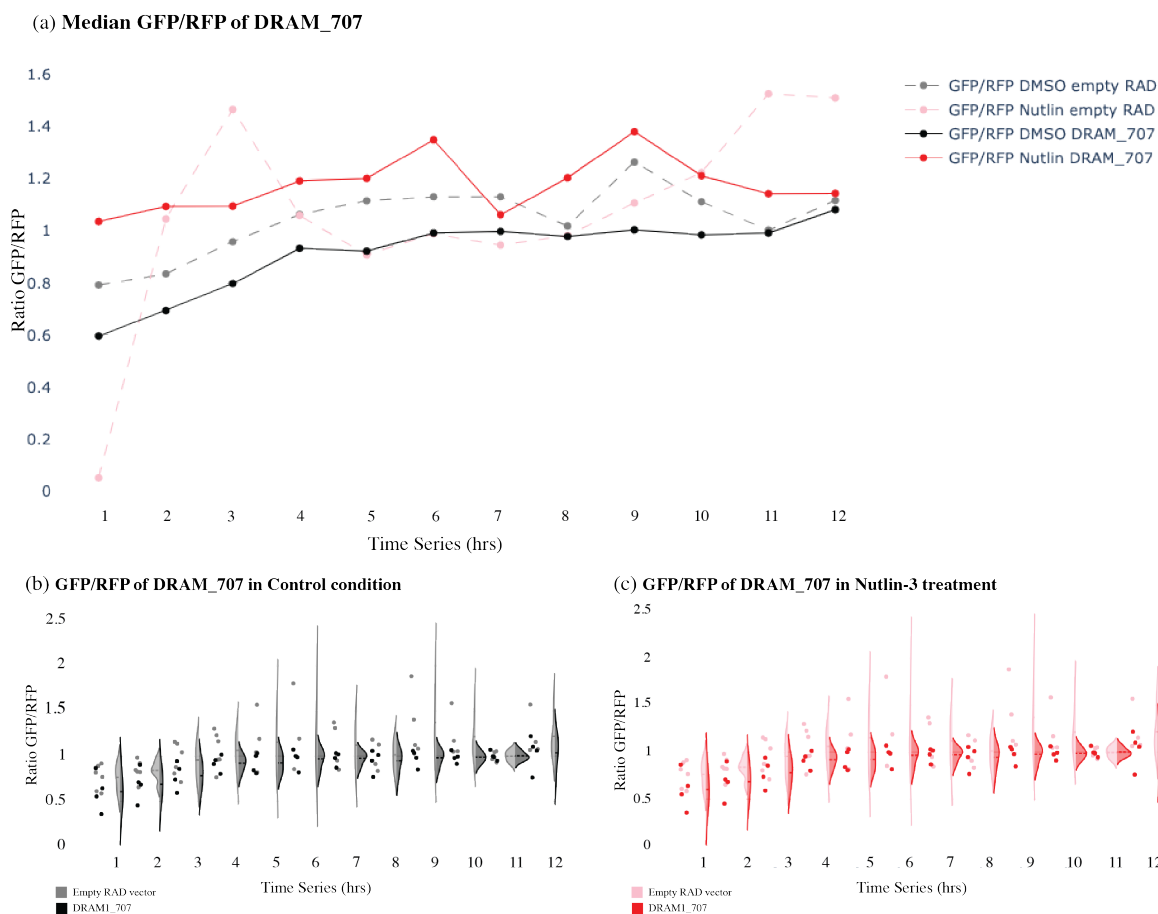 (a) Median GFP/RFP of DRAM_707
1.6
1.4
1.2
1
0.8
0.6
0.4
0.2
0
Ratio GFP/RFP
1 2 3 4 5 6 7 8 9 10 11 12
Time Series (hrs)
GFP/RFP DMSO empty RAD
GFP/RFP Nutlin empty RAD
GFP/RFP DMSO DRAM_707
GFP/RFP Nutlin DRAM_707
(b) GFP/RFP of DRAM_707 in Control condition
2.5
2
1.5
1
0.5
0
Ratio GFP/RFP
1 2 3 4 5 6 7 8 9 10 11 12
Time Series (hrs)
Empty RAD vector
DRAM1_707
(c) GFP/RFP of DRAM_707 in Nutlin-3 treatment
2.5
2
1.5
1
0.5
0
Ratio GFP/RFP
1 2 3 4 5 6 7 8 9 10 11 12
Time Series (hrs)
Empty RAD vector
DRAM1_707